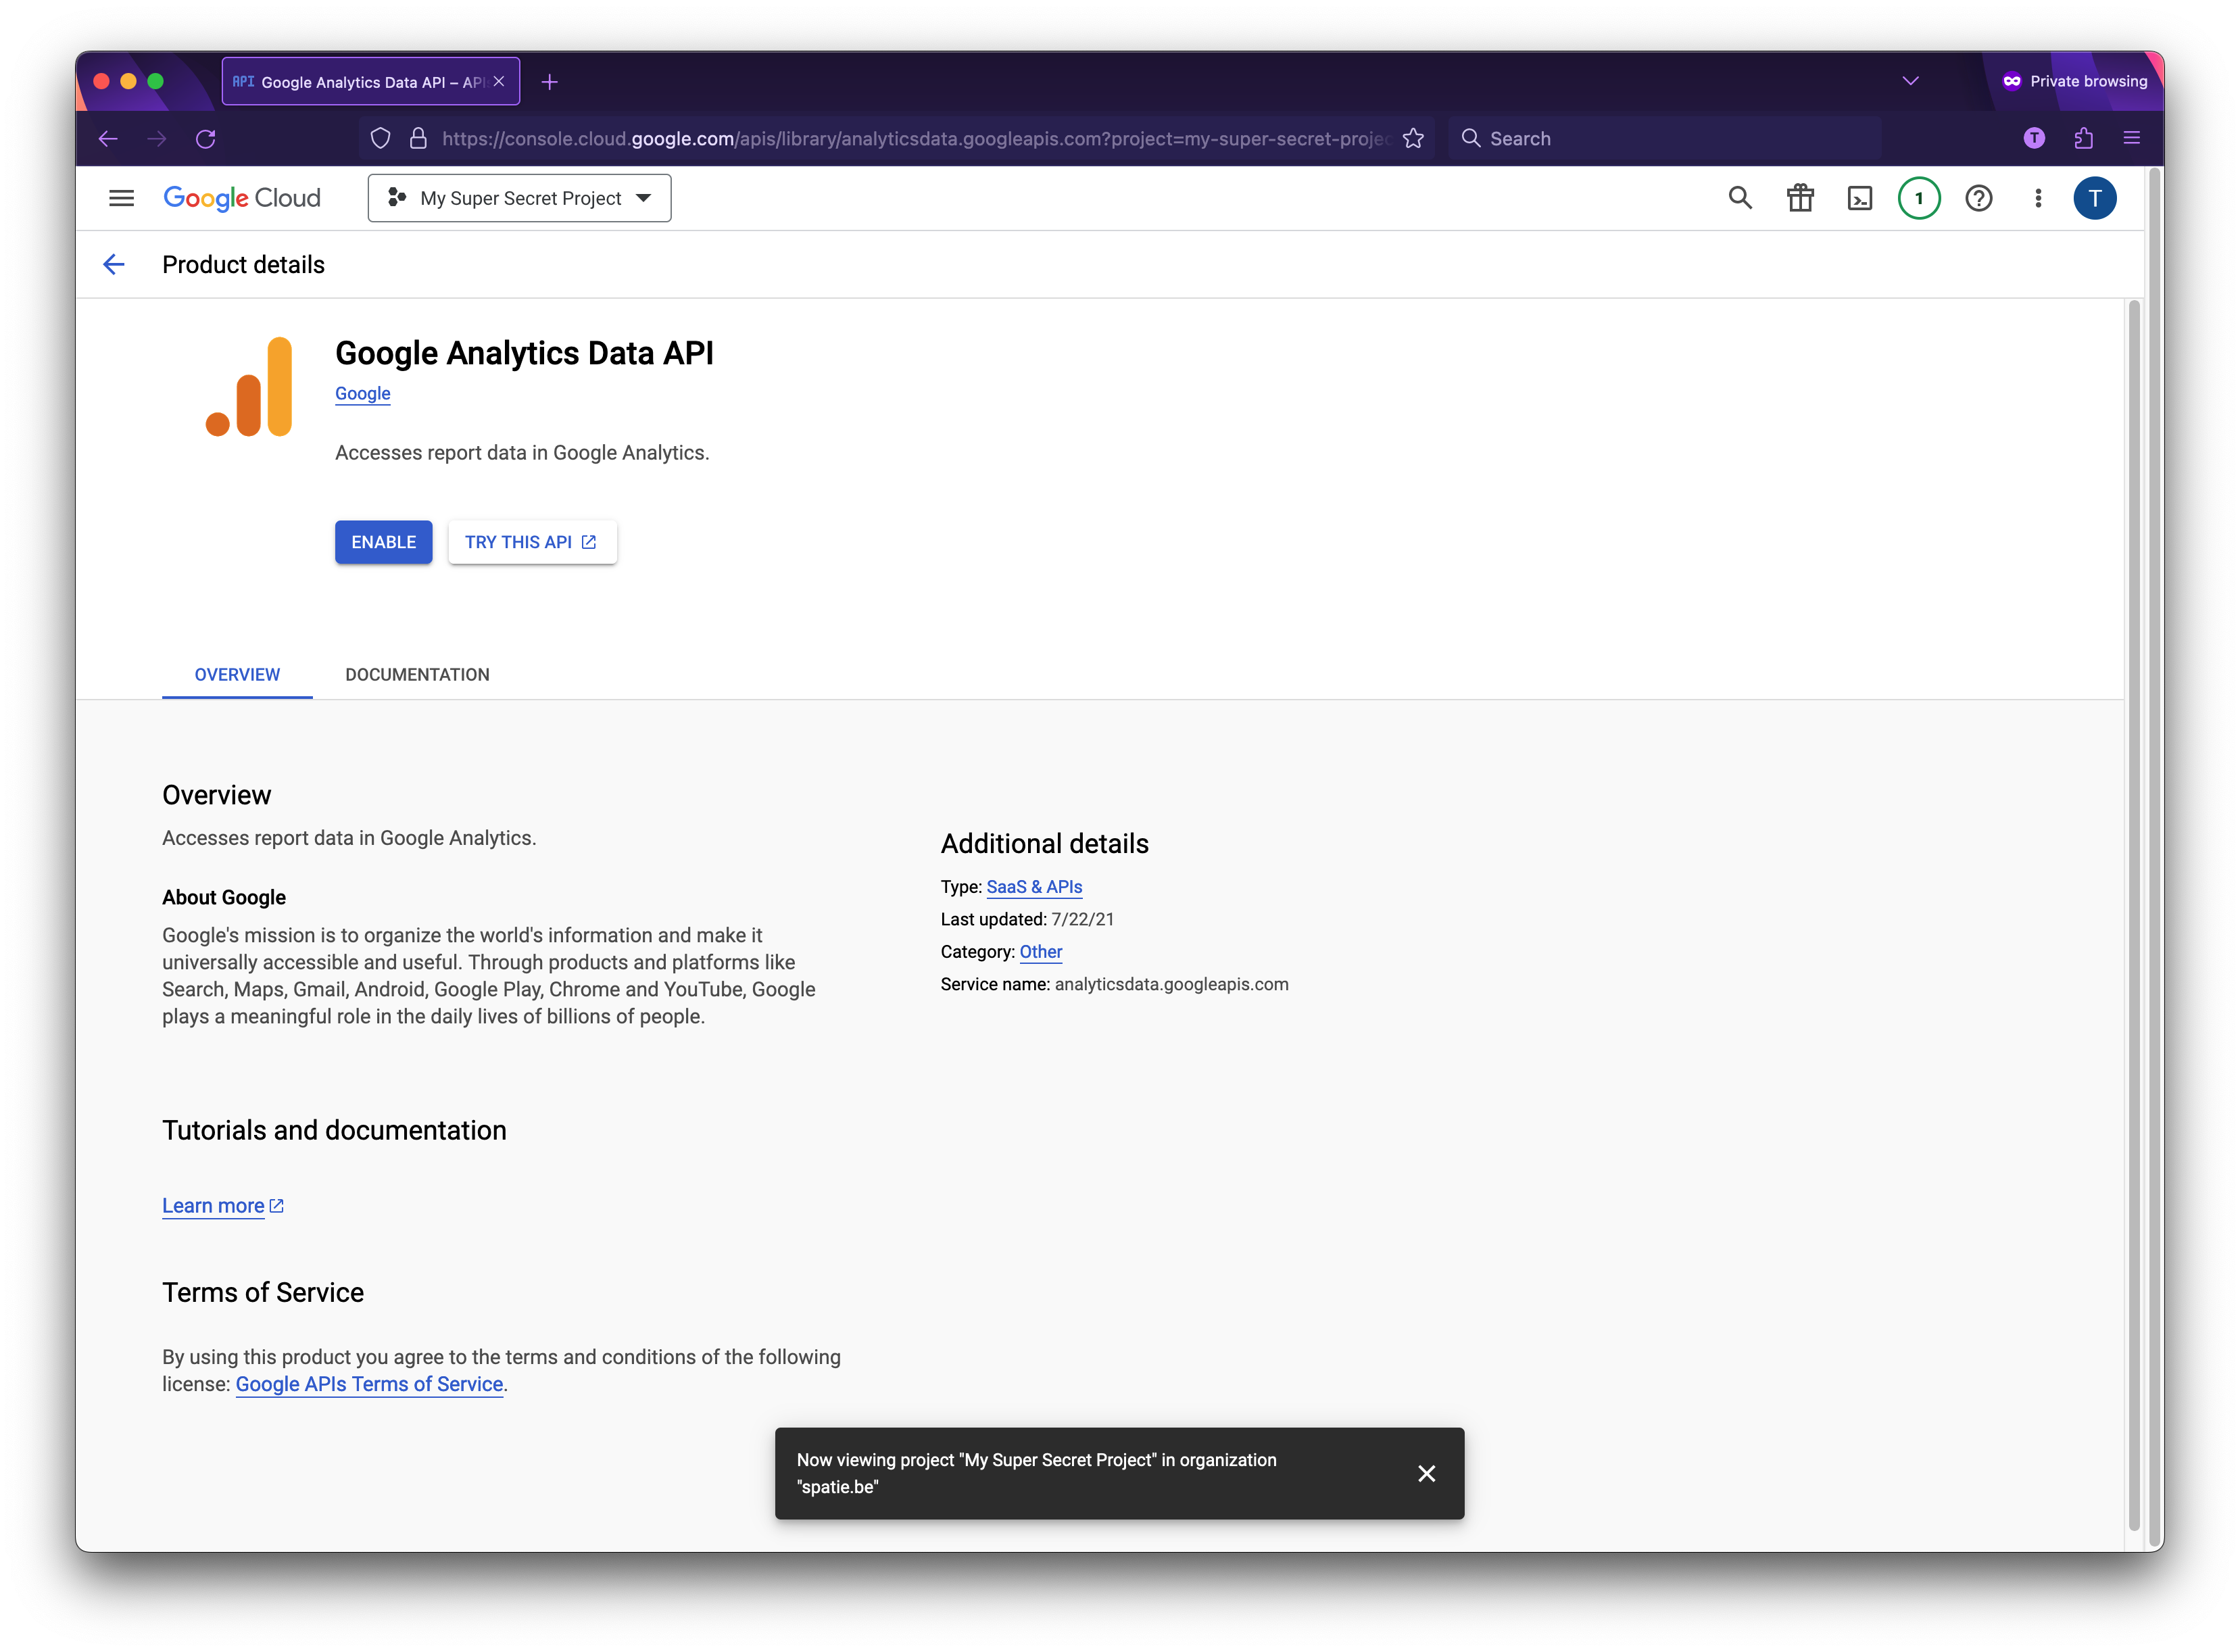 API Google Analytics Data API – API
Private browsing
https://console.cloud.google.com/apis/library/analyticsdata.googleapis.com?project=my-super-secret-projec
Search
T
Google Cloud
My Super Secret Project
1
T
Product details
Google Analytics Data API
Google
Accesses report data in Google Analytics.
ENABLE
TRY THIS API
OVERVIEW
DOCUMENTATION
Overview
Accesses report data in Google Analytics.
About Google
Google's mission is to organize the world's information and make it
universally accessible and useful. Through products and platforms like
Search, Maps, Gmail, Android, Google Play, Chrome and YouTube, Google
plays a meaningful role in the daily lives of billions of people.
Additional details
Type: SaaS & APIs
Last updated: 7/22/21
Category: Other
Service name: analyticsdata.googleapis.com
Tutorials and documentation
Learn more
Terms of Service
By using this product you agree to the terms and conditions of the following
license: Google APIs Terms of Service.
Now viewing project "My Super Secret Project" in organization
"spatie.be"